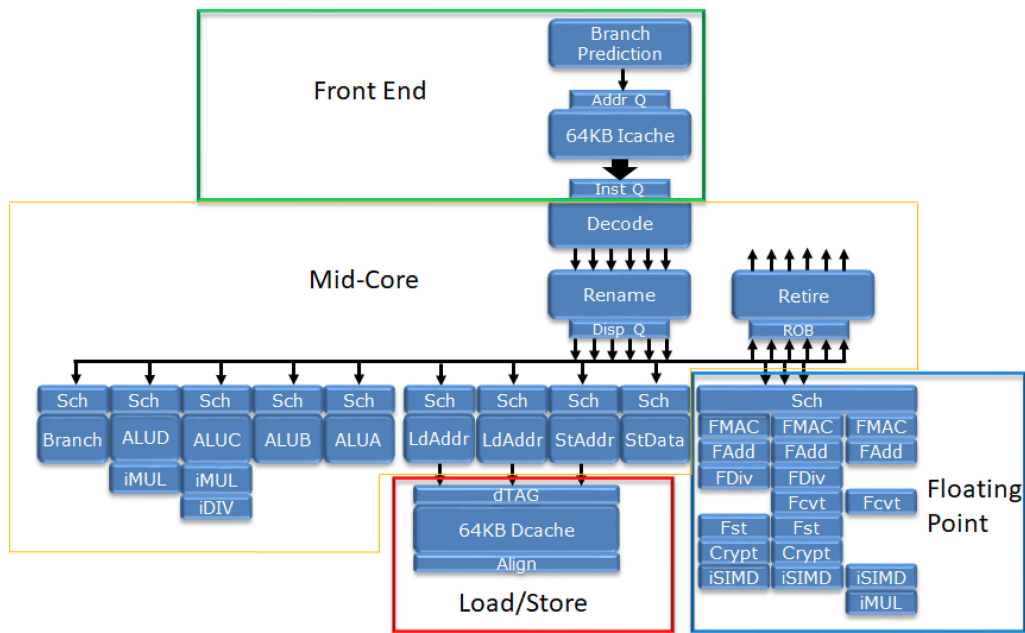 Branch
Prediction
Front End
Addr Q
64KB Icache
Inst Q
Decode
Mid-Core
Rename
Retire
Disp Q
ROB
Sch Sch Sch Sch Sch Sch Sch Sch Sch Sch
Branch ALUD ALUC ALUB ALUA LdAddr LdAddr StAddr StData
iMUL iMUL
iDIV
FMAC FMAC FMAC
FAdd FAdd FAdd
FDiv FDiv
Fcvt Fcvt
Fst Fst
Crypt Crypt
iSIMD iSIMD iSIMD
iMUL
Floating
Point
dTAG
64KB Dcache
Align
Load/Store